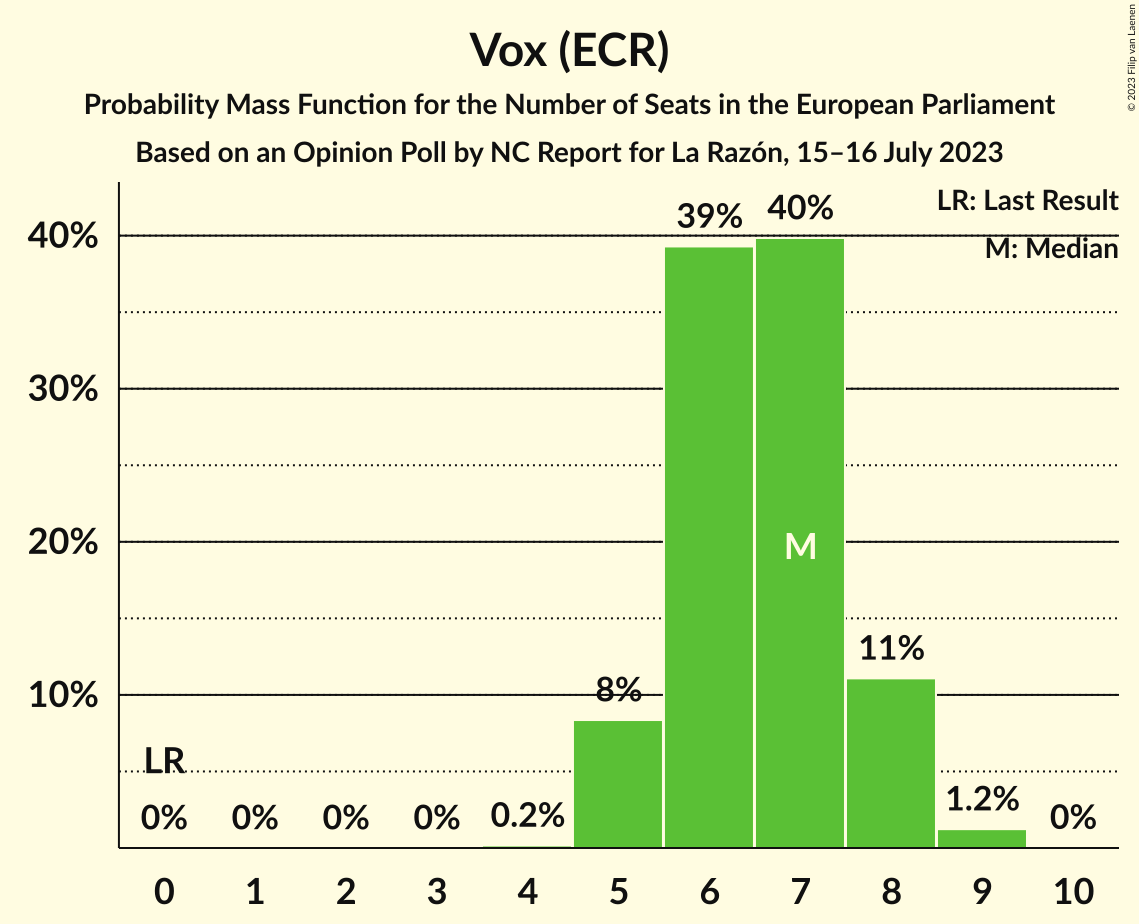 Vox (ECR)
Probability Mass Function for the Number of Seats in the European Parliament
Based on an Opinion Poll by NC Report for La Razón, 15–16 July 2023
© 2023 Filip van Laenen
LR: Last Result
M: Median
40%
30%
20%
10%
39%
40%
M
11%
8%
LR
0%
0%
0%
0%
0.2%
1.2%
0%
0 1 2 3 4 5 6 7 8 9 10